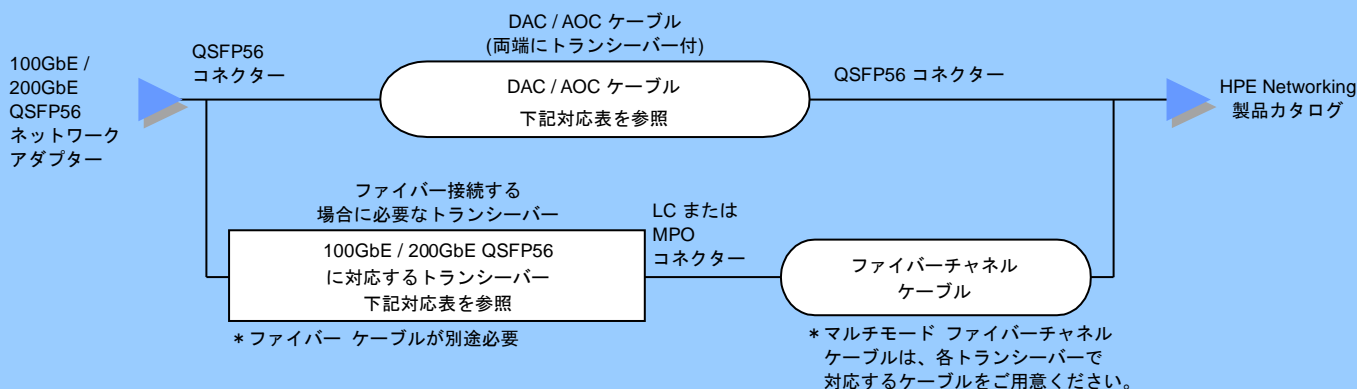 100GbE /
200GbE
QSFP56
ネットワーク
アダプター
QSFP56
コネクター
DAC / AOC ケーブル
(両端にトランシーバー付)
DAC / AOC ケーブル
下記対応表を参照
QSFP56 コネクター
HPE Networking
製品カタログ
ファイバー接続する
場合に必要なトランシーバー
100GbE / 200GbE QSFP56
に対応するトランシーバー
下記対応表を参照
＊ファイバー ケーブルが別途必要
LC または
MPO
コネクター
ファイバーチャネル
ケーブル
＊マルチモード ファイバーチャネル
ケーブルは、各トランシーバーで
対応するケーブルをご用意ください。